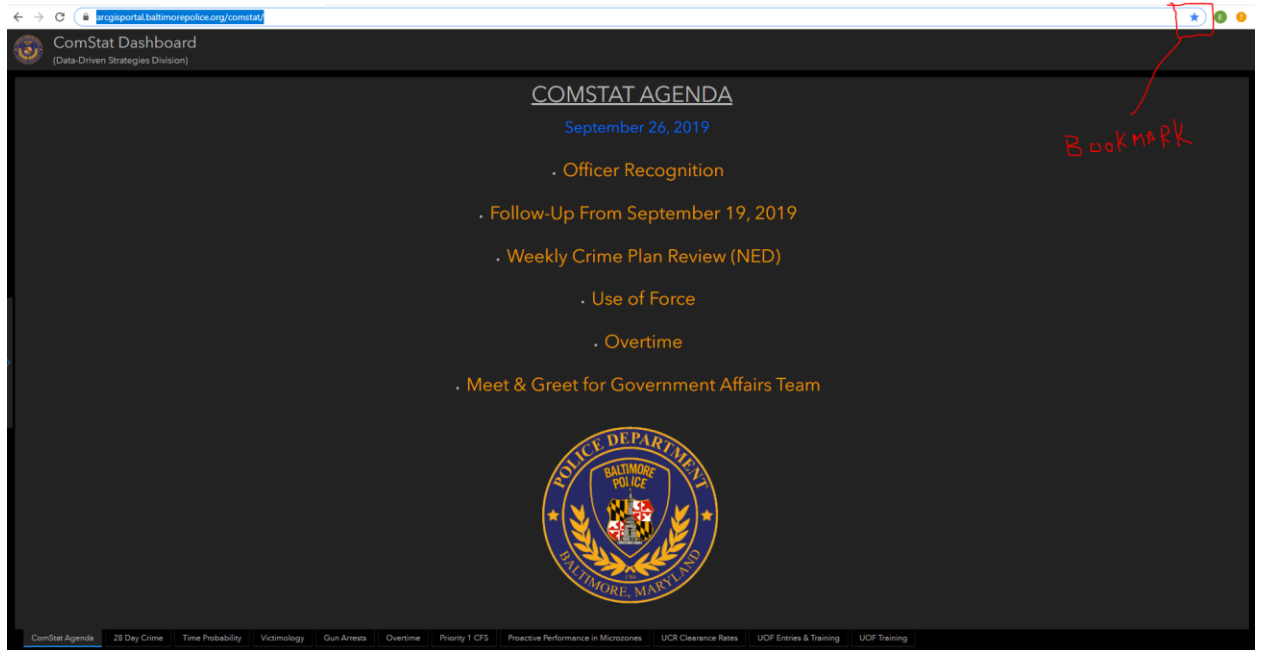 arcgisportal.baltimorepolice.org/comstat/
E
ComStat Dashboard
(Data-Driven Strategies Division)
COMSTAT AGENDA
September 26, 2019
BOOKMARK
. Officer Recognition
. Follow-Up From September 19, 2019
. Weekly Crime Plan Review (NED)
. Use of Force
. Overtime
. Meet & Greet for Government Affairs Team
POLICE DEPARTMENT
BALTIMORE
POLICE
1784
BALTIMORE, MARYLAND
ComStat Agenda 28 Day Crime Time Probability Victimology Gun Arrests Overtime Priority 1 CFS Proactive Performance in Microzones UCR Clearance Rates UOF Entries & Training UOF Training